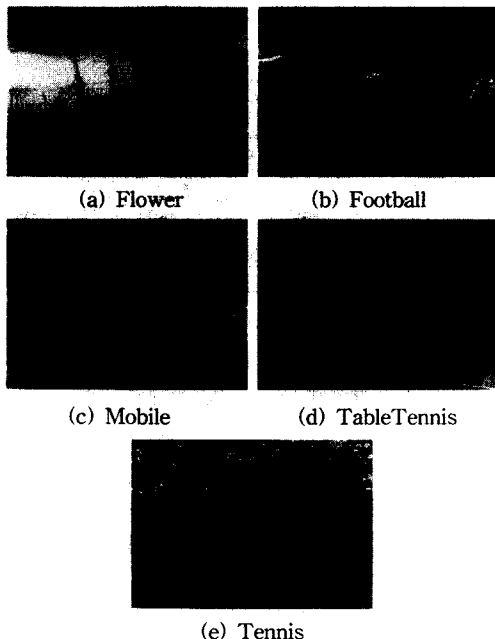 (a) Flower
(b) Football
(c) Mobile
(d) TableTennis
(e) Tennis